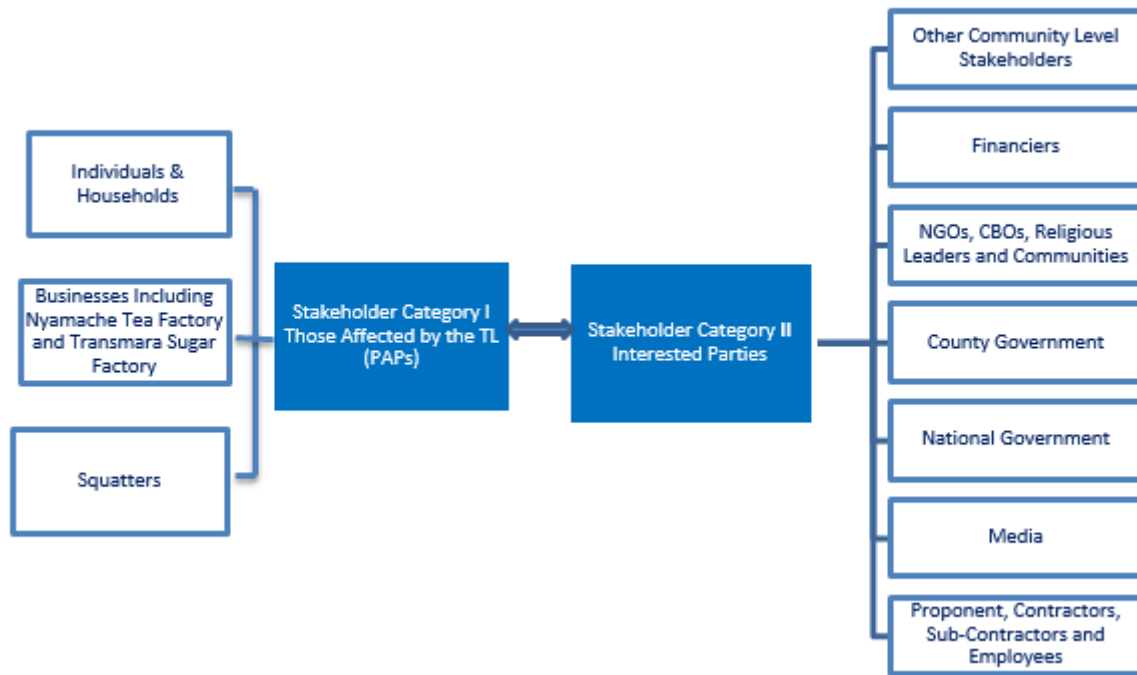 Individuals &
Households
Businesses Including
Nyamache Tea Factory
and Transmara Sugar
Factory
Squatters
Stakeholder Category I
Those Affected by the TL
(PAPs)
Stakeholder Category II
Interested Parties
Other Community Level
Stakeholders
Financiers
NGOs, CBOs, Religious
Leaders and Communities
County Government
National Government
Media
Proponent, Contractors,
Sub-Contractors and
Employees